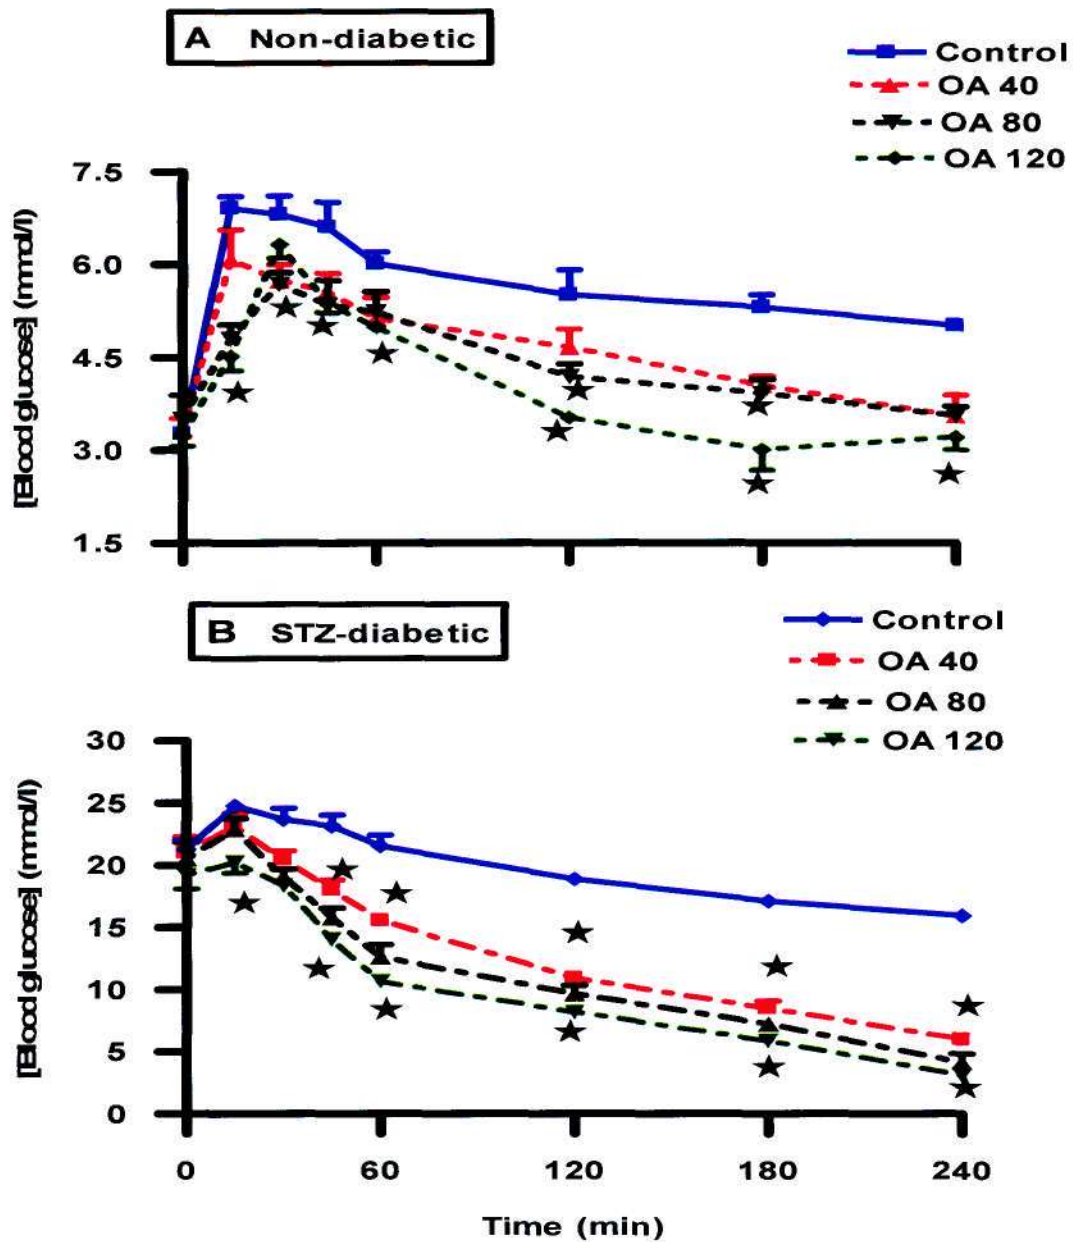 A Non-diabetic
Control
OA 40
OA 80
OA 120
7.5
6.0
4.5
3.0
1.5
[Blood glucose] (mmol/l)
B STZ-diabetic
Control
OA 40
OA 80
OA 120
30
25
20
15
10
5
0
[Blood glucose] (mmol/l)
0 60 120 180 240
Time (min)